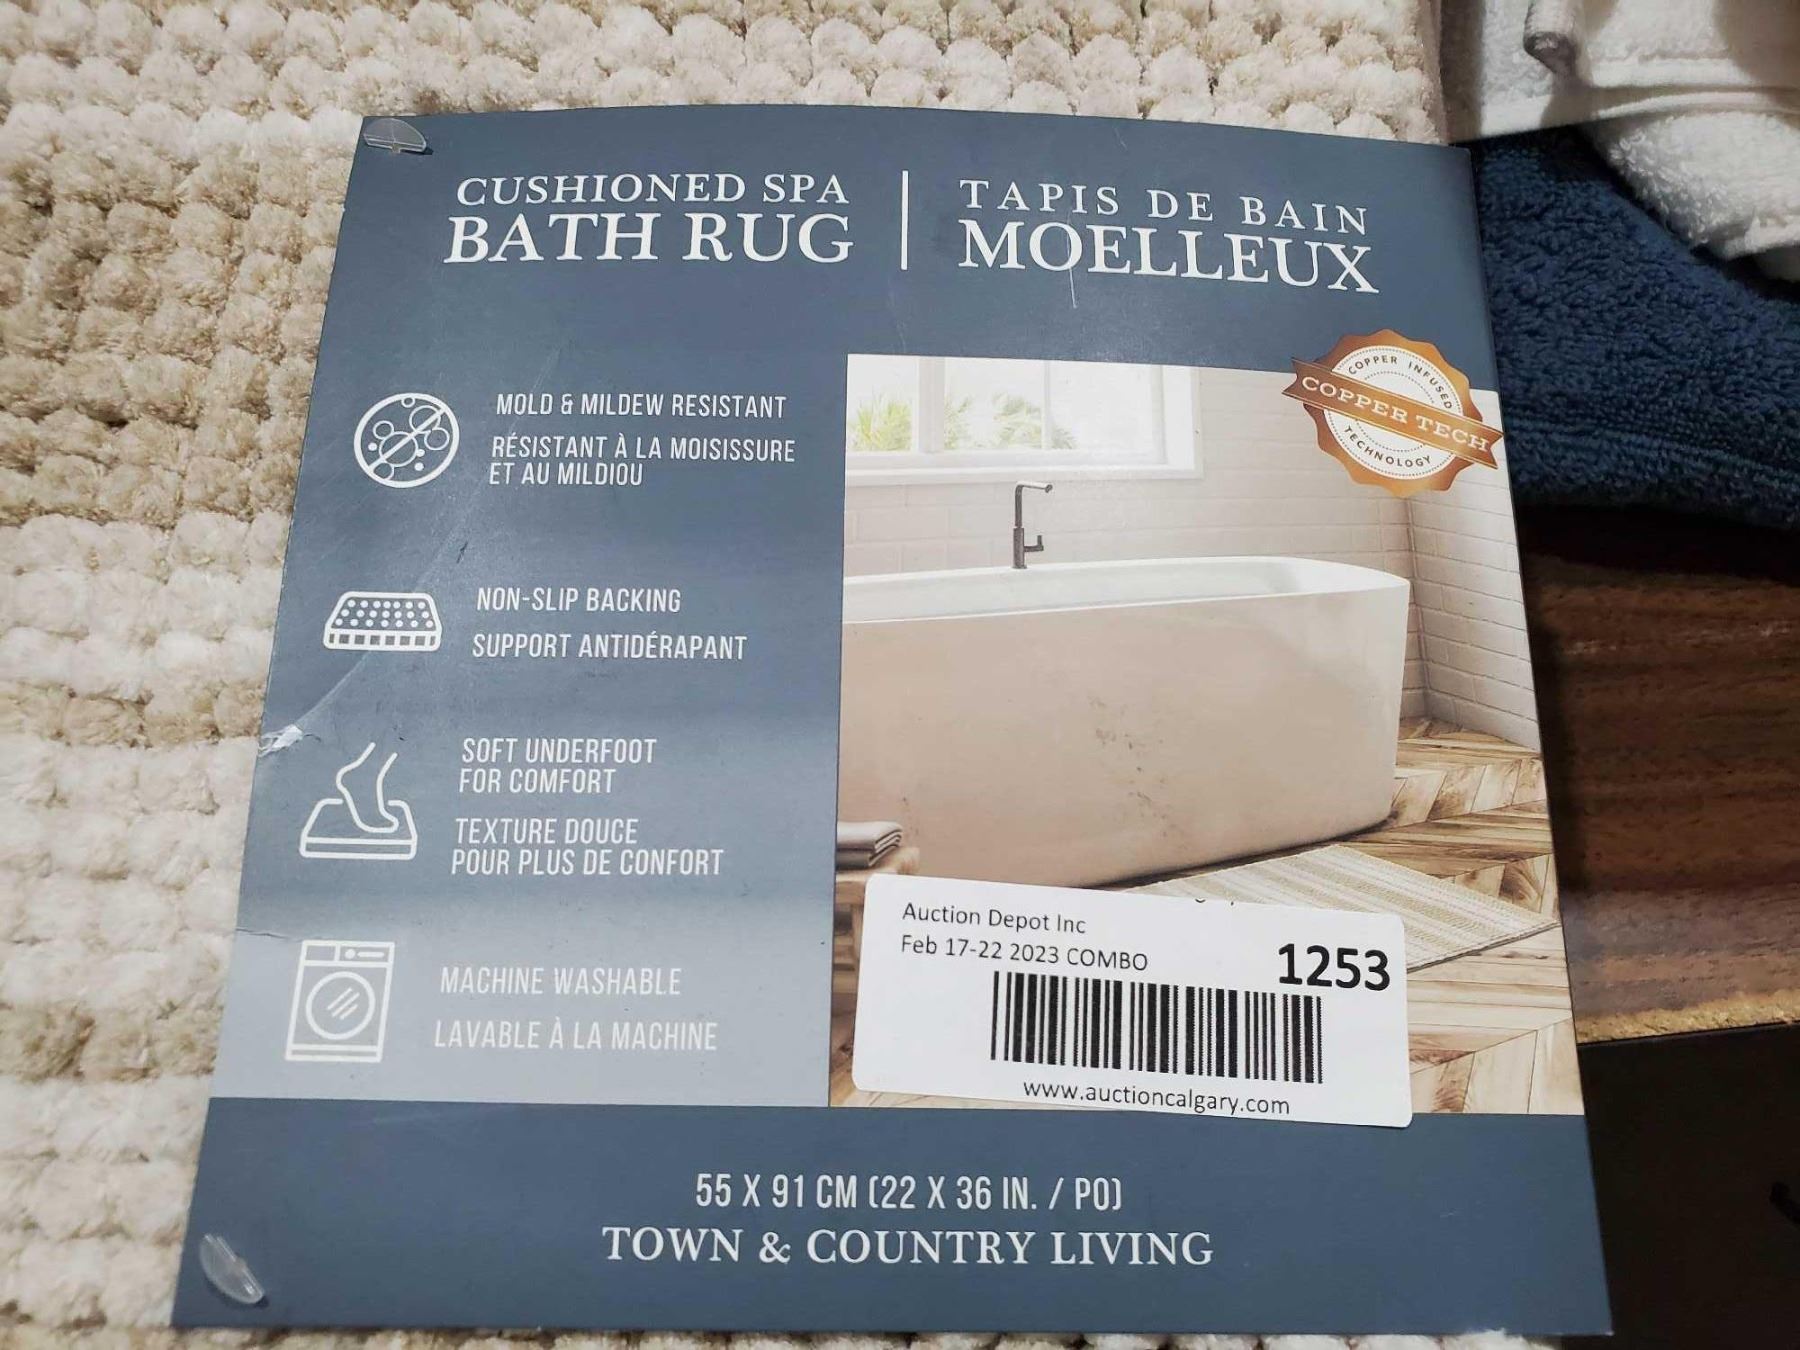 CUSHIONED SPA
BATH RUG
TAPIS DE BAIN
MOELLEUX
MOLD & MILDEW RESISTANT
RÉSISTANT À LA MOISISSURE
ET AU MILDIOU
COPPER INFUSED
COPPER TECH
TECHNOLOGY
NON-SLIP BACKING
SUPPORT ANTIDÉRAPANT
SOFT UNDERFOOT
FOR COMFORT
TEXTURE DOUCE
POUR PLUS DE CONFORT
MACHINE WASHABLE
LAVABLE À LA MACHINE
Auction Depot Inc
Feb 17-22 2023 COMBO
1253
www.auctioncalgary.com
55 X 91 CM (22 X 36 IN. / PO)
TOWN & COUNTRY LIVING